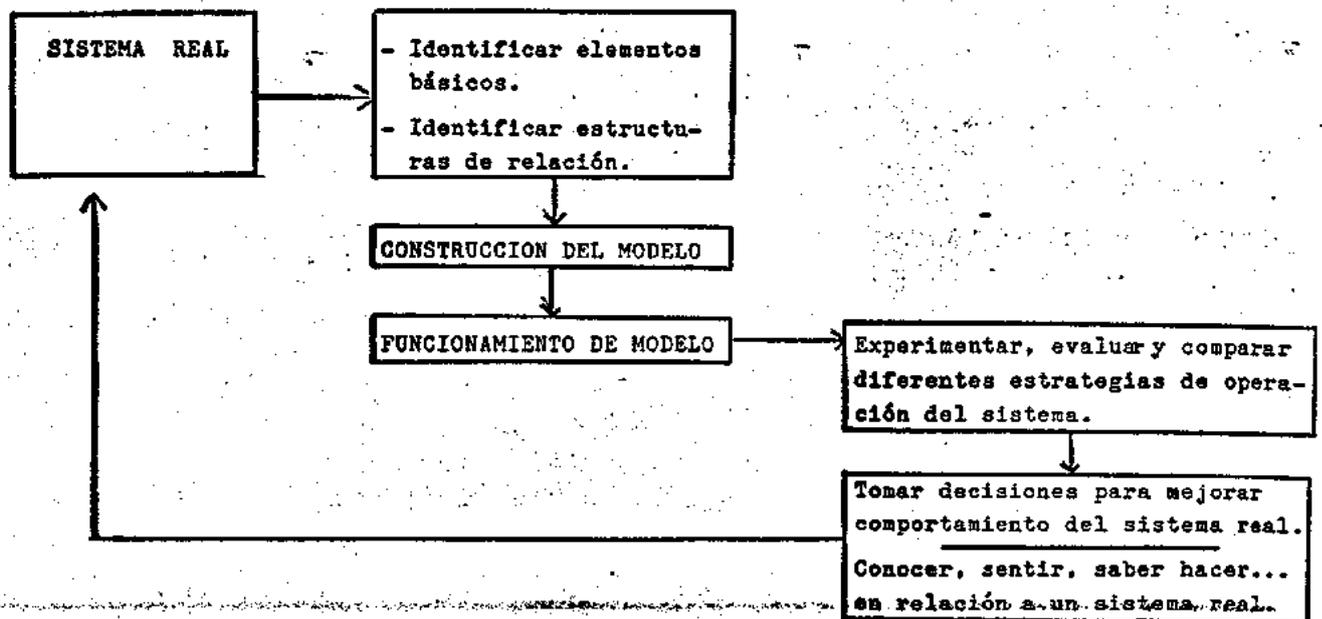 SISTEMA REAL
- Identificar elementos
básicos.
- Identificar estructu-
ras de relación.
CONSTRUCCION DEL MODELO
FUNCIONAMIENTO DE MODELO
Experimentar, evaluar y comparar
diferentes estrategias de opera-
ción del sistema.
Tomar decisiones para mejorar
comportamiento del sistema real.
Conocer, sentir, saber hacer...
en relación a un sistema real.